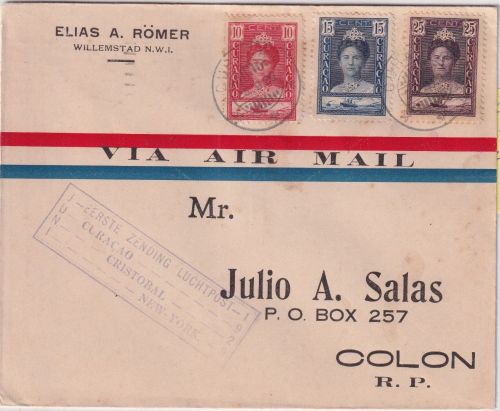 ELIAS A. RÖMER
WILLEMSTAD N.W.I.
10 CENT 10
CURAÇAO
15 CENT 15
CURAÇAO
25 CENT 25
CURAÇAO
VIA AIR MAIL
Mr.
Julio A. Salas
P. O. BOX 257
COLON
R. P.
JUNI
EERSTE ZENDING LUCHTPOST
CURAÇAO
CRISTOBAL
NEW-YORK